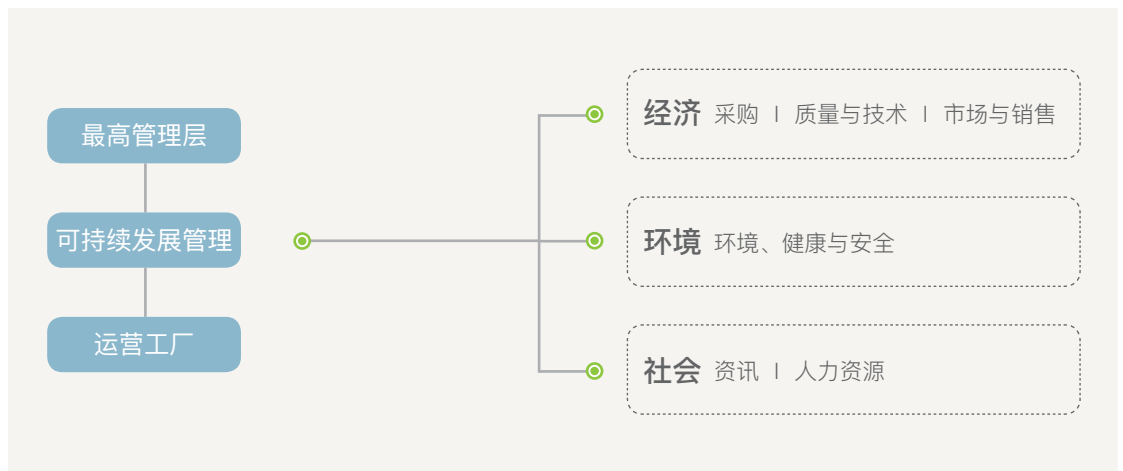 最高管理层
可持续发展管理
运营工厂
经济 采购 | 质量与技术 | 市场与销售
环境 环境、健康与安全
社会 资讯 | 人力资源